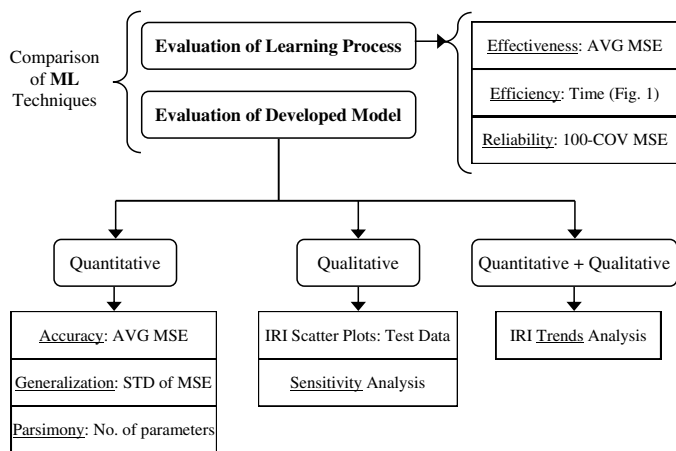 Comparison
of ML
Techniques
Evaluation of Learning Process
Evaluation of Developed Model
Effectiveness: AVG MSE
Efficiency: Time (Fig. 1)
Reliability: 100-COV MSE
Quantitative
Qualitative
Quantitative + Qualitative
Accuracy: AVG MSE
Generalization: STD of MSE
Parsimony: No. of parameters
IRI Scatter Plots: Test Data
Sensitivity Analysis
IRI Trends Analysis